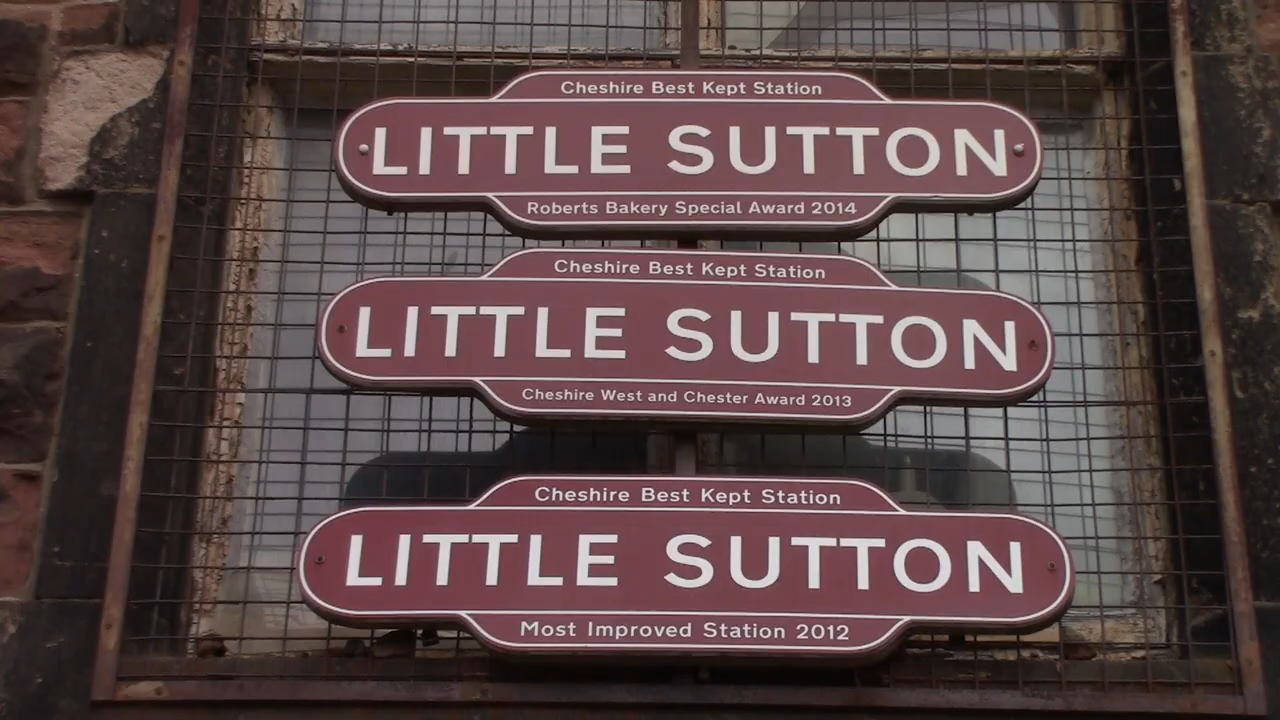 Cheshire Best Kept Station
LITTLE SUTTON
Roberts Bakery Special Award 2014
Cheshire Best Kept Station
LITTLE SUTTON
Cheshire West and Chester Award 2013
Cheshire Best Kept Station
LITTLE SUTTON
Most Improved Station 2012